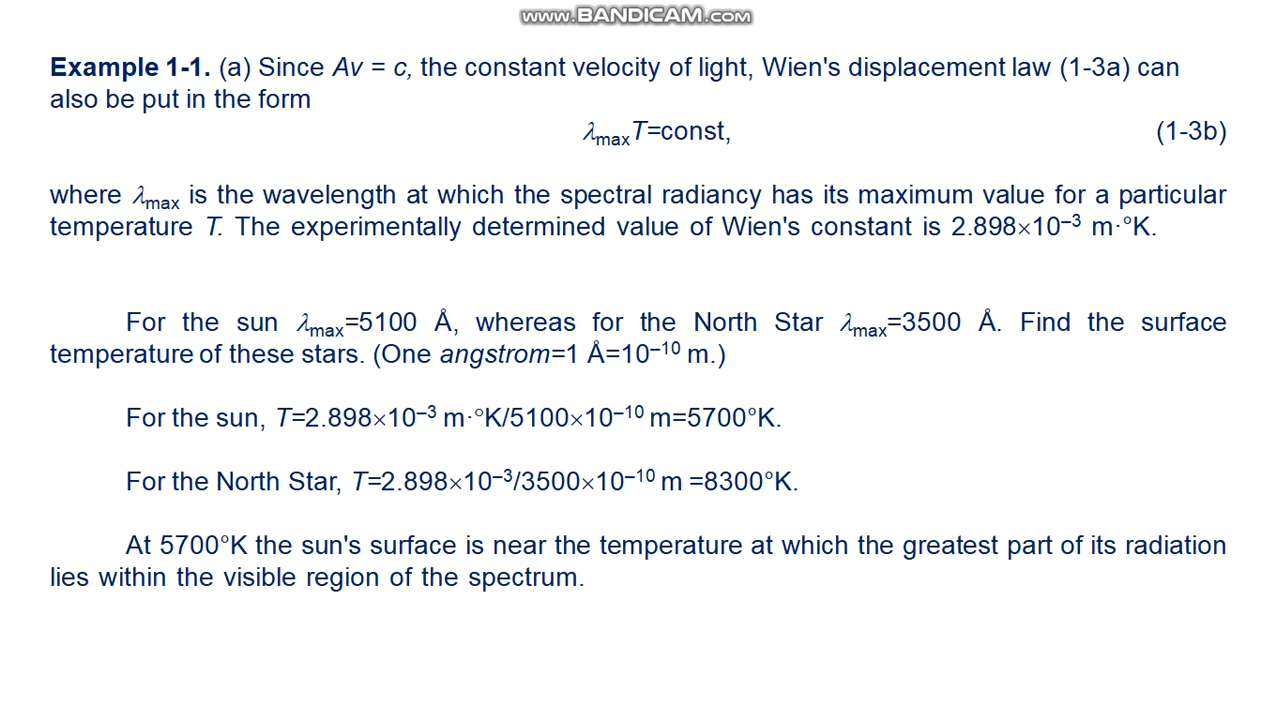 www.BANDICAM.com
Example 1-1. (a) Since Av = c, the constant velocity of light, Wien's displacement law (1-3a) can
also be put in the form
λmaxT=const, (1-3b)
where λmax is the wavelength at which the spectral radiancy has its maximum value for a particular
temperature T. The experimentally determined value of Wien's constant is 2.898×10⁻³ m·°K.
For the sun λmax=5100 Å, whereas for the North Star λmax=3500 Å. Find the surface
temperature of these stars. (One angstrom=1 Å=10⁻¹⁰ m.)
For the sun, T=2.898×10⁻³ m·°K/5100×10⁻¹⁰ m=5700°K.
For the North Star, T=2.898×10⁻³/3500×10⁻¹⁰ m =8300°K.
At 5700°K the sun's surface is near the temperature at which the greatest part of its radiation
lies within the visible region of the spectrum.